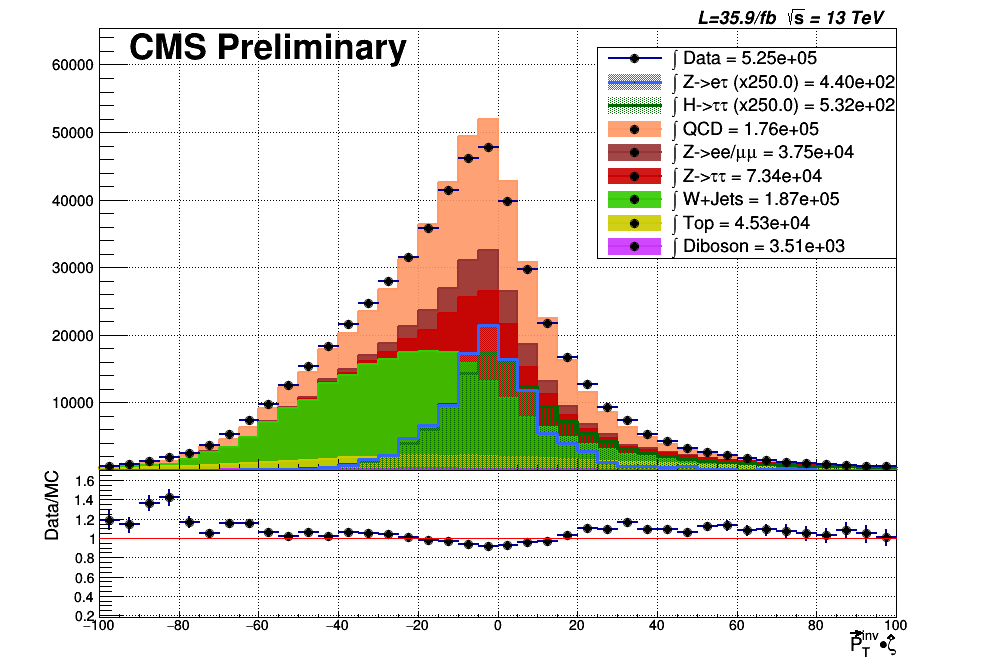 L=35.9/fb √s = 13 TeV
CMS Preliminary
∫ Data = 5.25e+05
∫ Z->eτ (x250.0) = 4.40e+02
∫ H->ττ (x250.0) = 5.32e+02
∫ QCD = 1.76e+05
∫ Z->ee/μμ = 3.75e+04
∫ Z->ττ = 7.34e+04
∫ W+Jets = 1.87e+05
∫ Top = 4.53e+04
∫ Diboson = 3.51e+03
60000
50000
40000
30000
20000
10000
Data/MC
1.6
1.4
1.2
1
0.8
0.6
0.4
0.2
−100 −80 −60 −40 −20 0 20 40 60 80 100
P⃗_T^inv •ζ̂